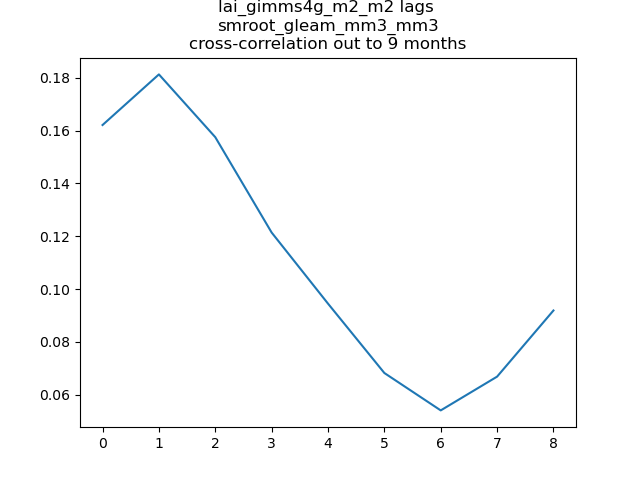 lai_gimms4g_m2_m2 lags
smroot_gleam_mm3_mm3
cross-correlation out to 9 months
0.18
0.16
0.14
0.12
0.10
0.08
0.06
0 1 2 3 4 5 6 7 8